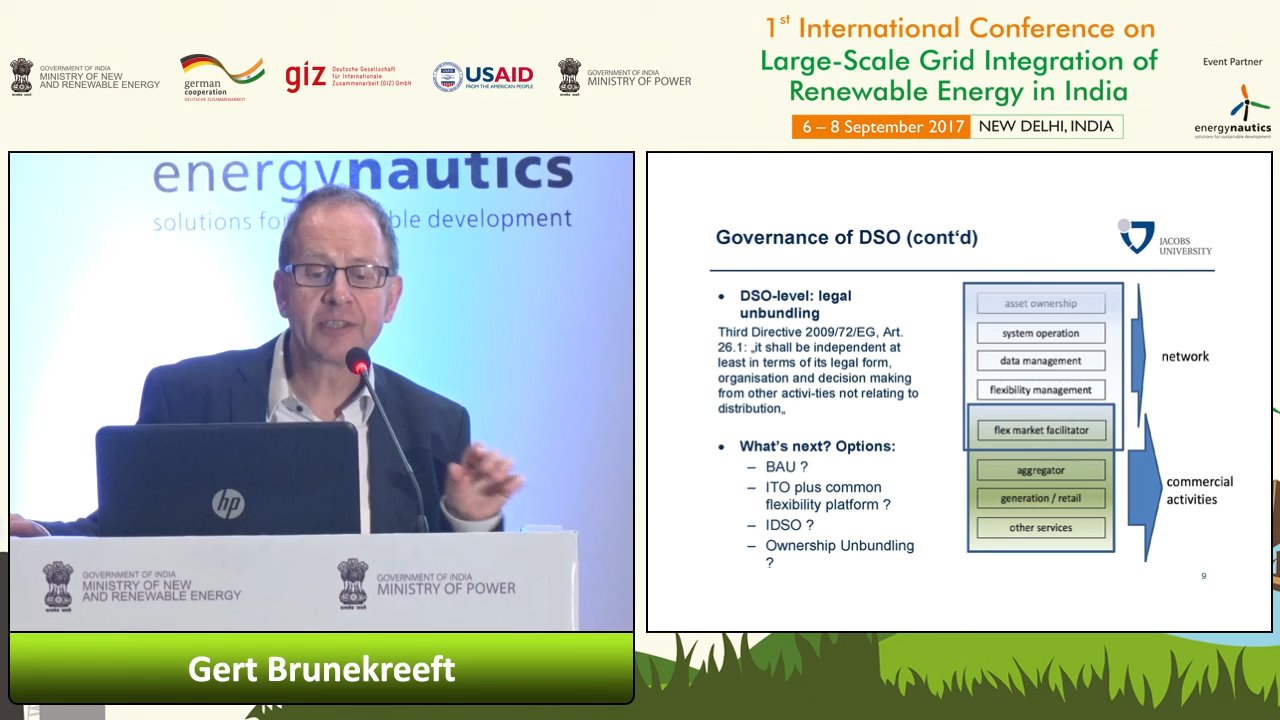 GOVERNMENT OF INDIA
MINISTRY OF NEW
AND RENEWABLE ENERGY
german
cooperation
DEUTSCHE ZUSAMMENARBEIT
giz
Deutsche Gesellschaft
für Internationale
Zusammenarbeit (GIZ) GmbH
USAID
FROM THE AMERICAN PEOPLE
GOVERNMENT OF INDIA
MINISTRY OF POWER
1st International Conference on
Large-Scale Grid Integration of
Renewable Energy in India
6 – 8 September 2017
NEW DELHI, INDIA
Event Partner
energynautics
solutions for sustainable development
energynautics
solutions for able development
hp
GOVERNMENT OF INDIA
MINISTRY OF NEW
AND RENEWABLE ENERGY
GOVERNMENT OF INDIA
MINISTRY OF POWER
Gert Brunekreeft
Governance of DSO (cont‘d)
JACOBS
UNIVERSITY
• DSO-level: legal
unbundling
Third Directive 2009/72/EG, Art.
26.1: „it shall be independent at
least in terms of its legal form,
organisation and decision making
from other activi-ties not relating to
distribution„
• What’s next? Options:
– BAU ?
– ITO plus common
flexibility platform ?
– IDSO ?
– Ownership Unbundling
?
asset ownership
system operation
data management
flexibility management
flex market facilitator
aggregator
generation / retail
other services
network
commercial
activities
9